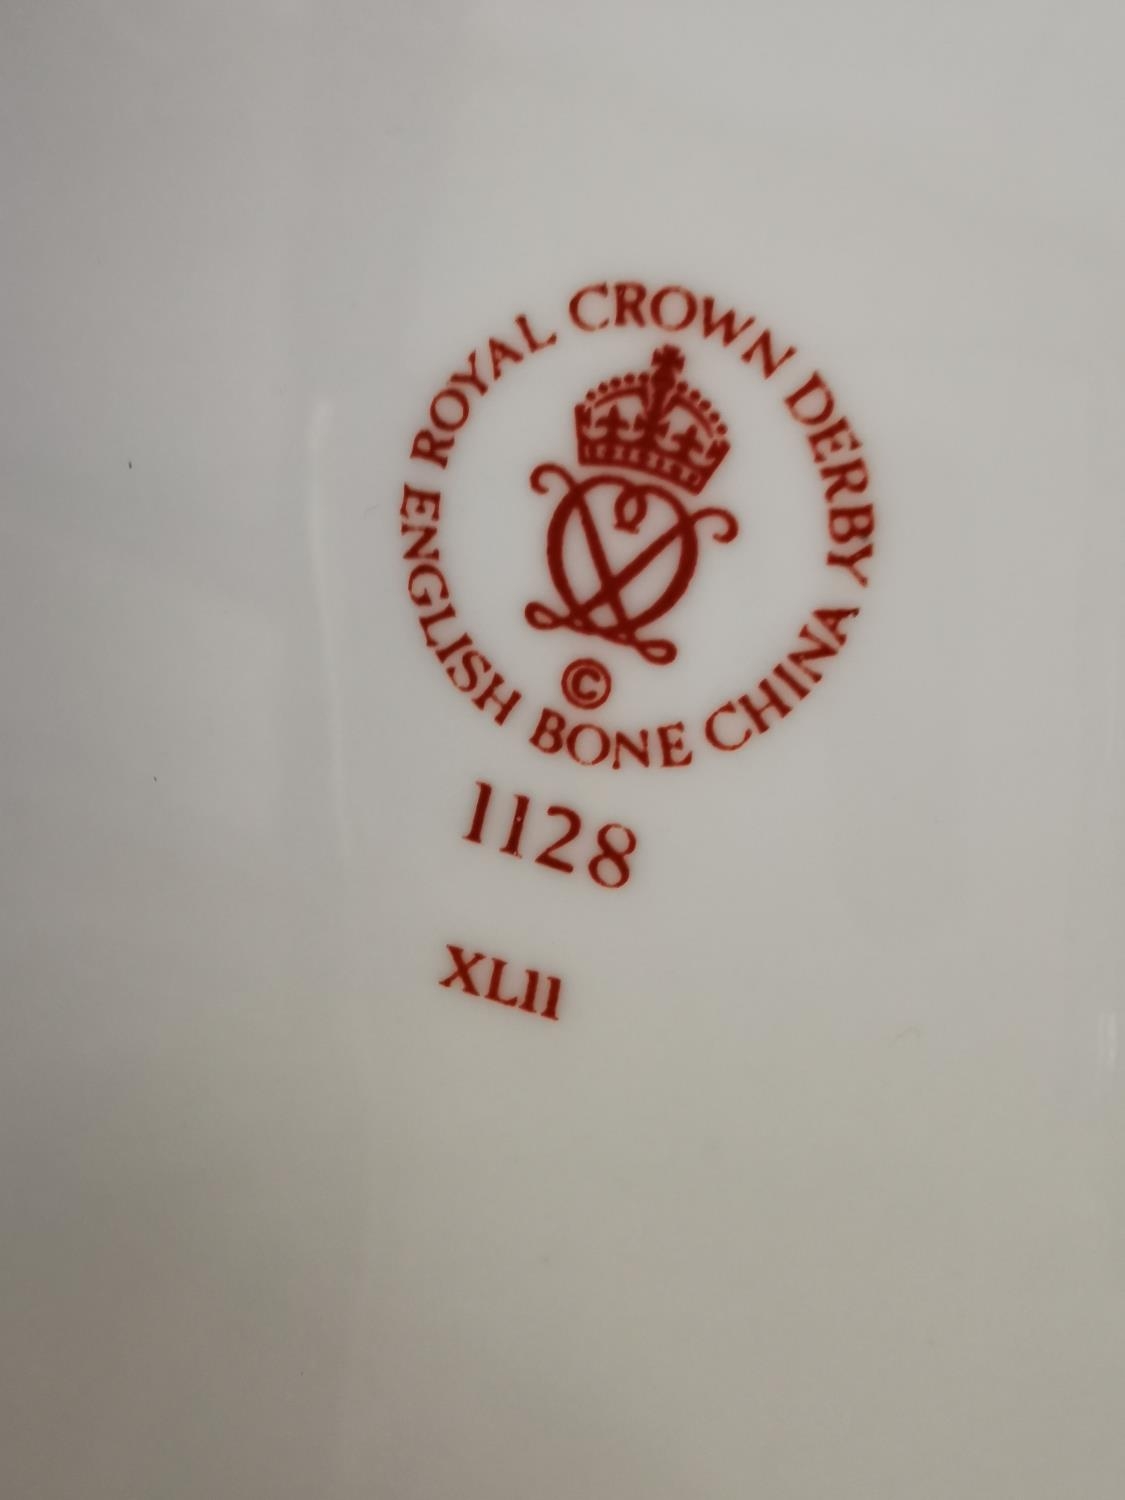 ROYAL CROWN DERBY
ENGLISH BONE CHINA
©
1128
XLII